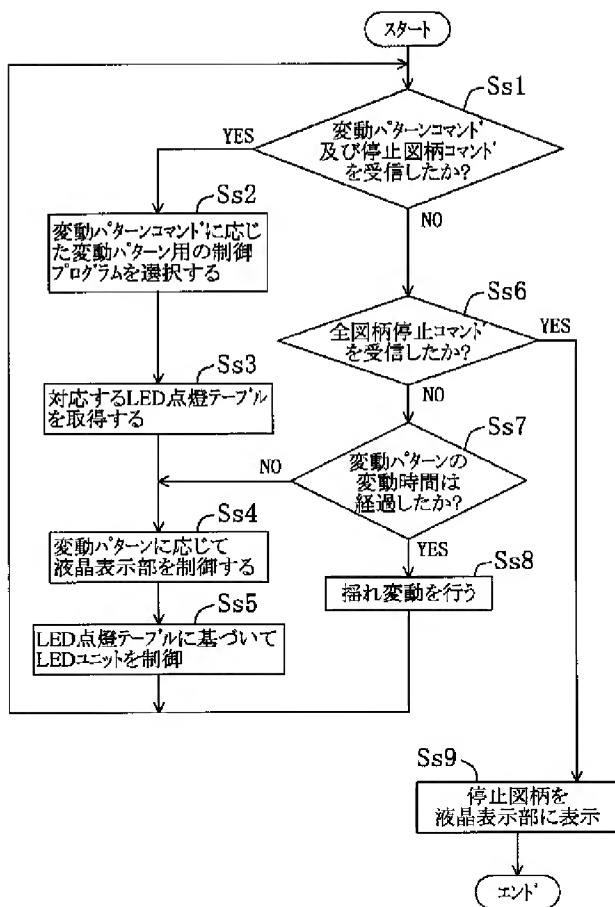 スタート
Ss1
変動パターンコマンド
及び停止図柄コマンド
を受信したか?
YES
NO
Ss2
変動パターンコマンドに応じ
た変動パターン用の制御
プログラムを選択する
Ss6
全図柄停止コマンド
を受信したか?
YES
NO
Ss3
対応するLED点燈テーブル
を取得する
Ss7
変動パターンの
変動時間は
経過したか?
NO
YES
Ss4
変動パターンに応じて
液晶表示部を制御する
Ss8
揺れ変動を行う
Ss5
LED点燈テーブルに基づいて
LEDユニットを制御
Ss9
停止図柄を
液晶表示部に表示
エンド